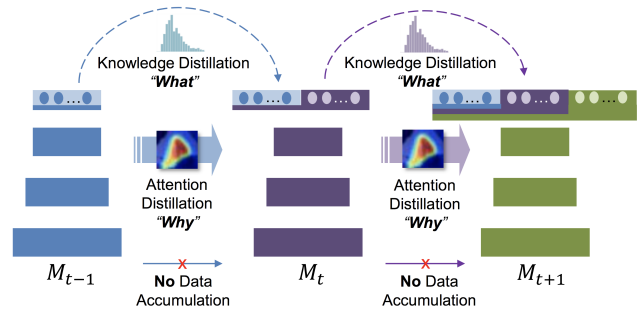 Knowledge Distillation
"What"
Knowledge Distillation
"What"
...
...
...
...
...
...
Attention
Distillation
"Why"
Attention
Distillation
"Why"
M_{t-1}
X
No Data
Accumulation
M_t
X
No Data
Accumulation
M_{t+1}